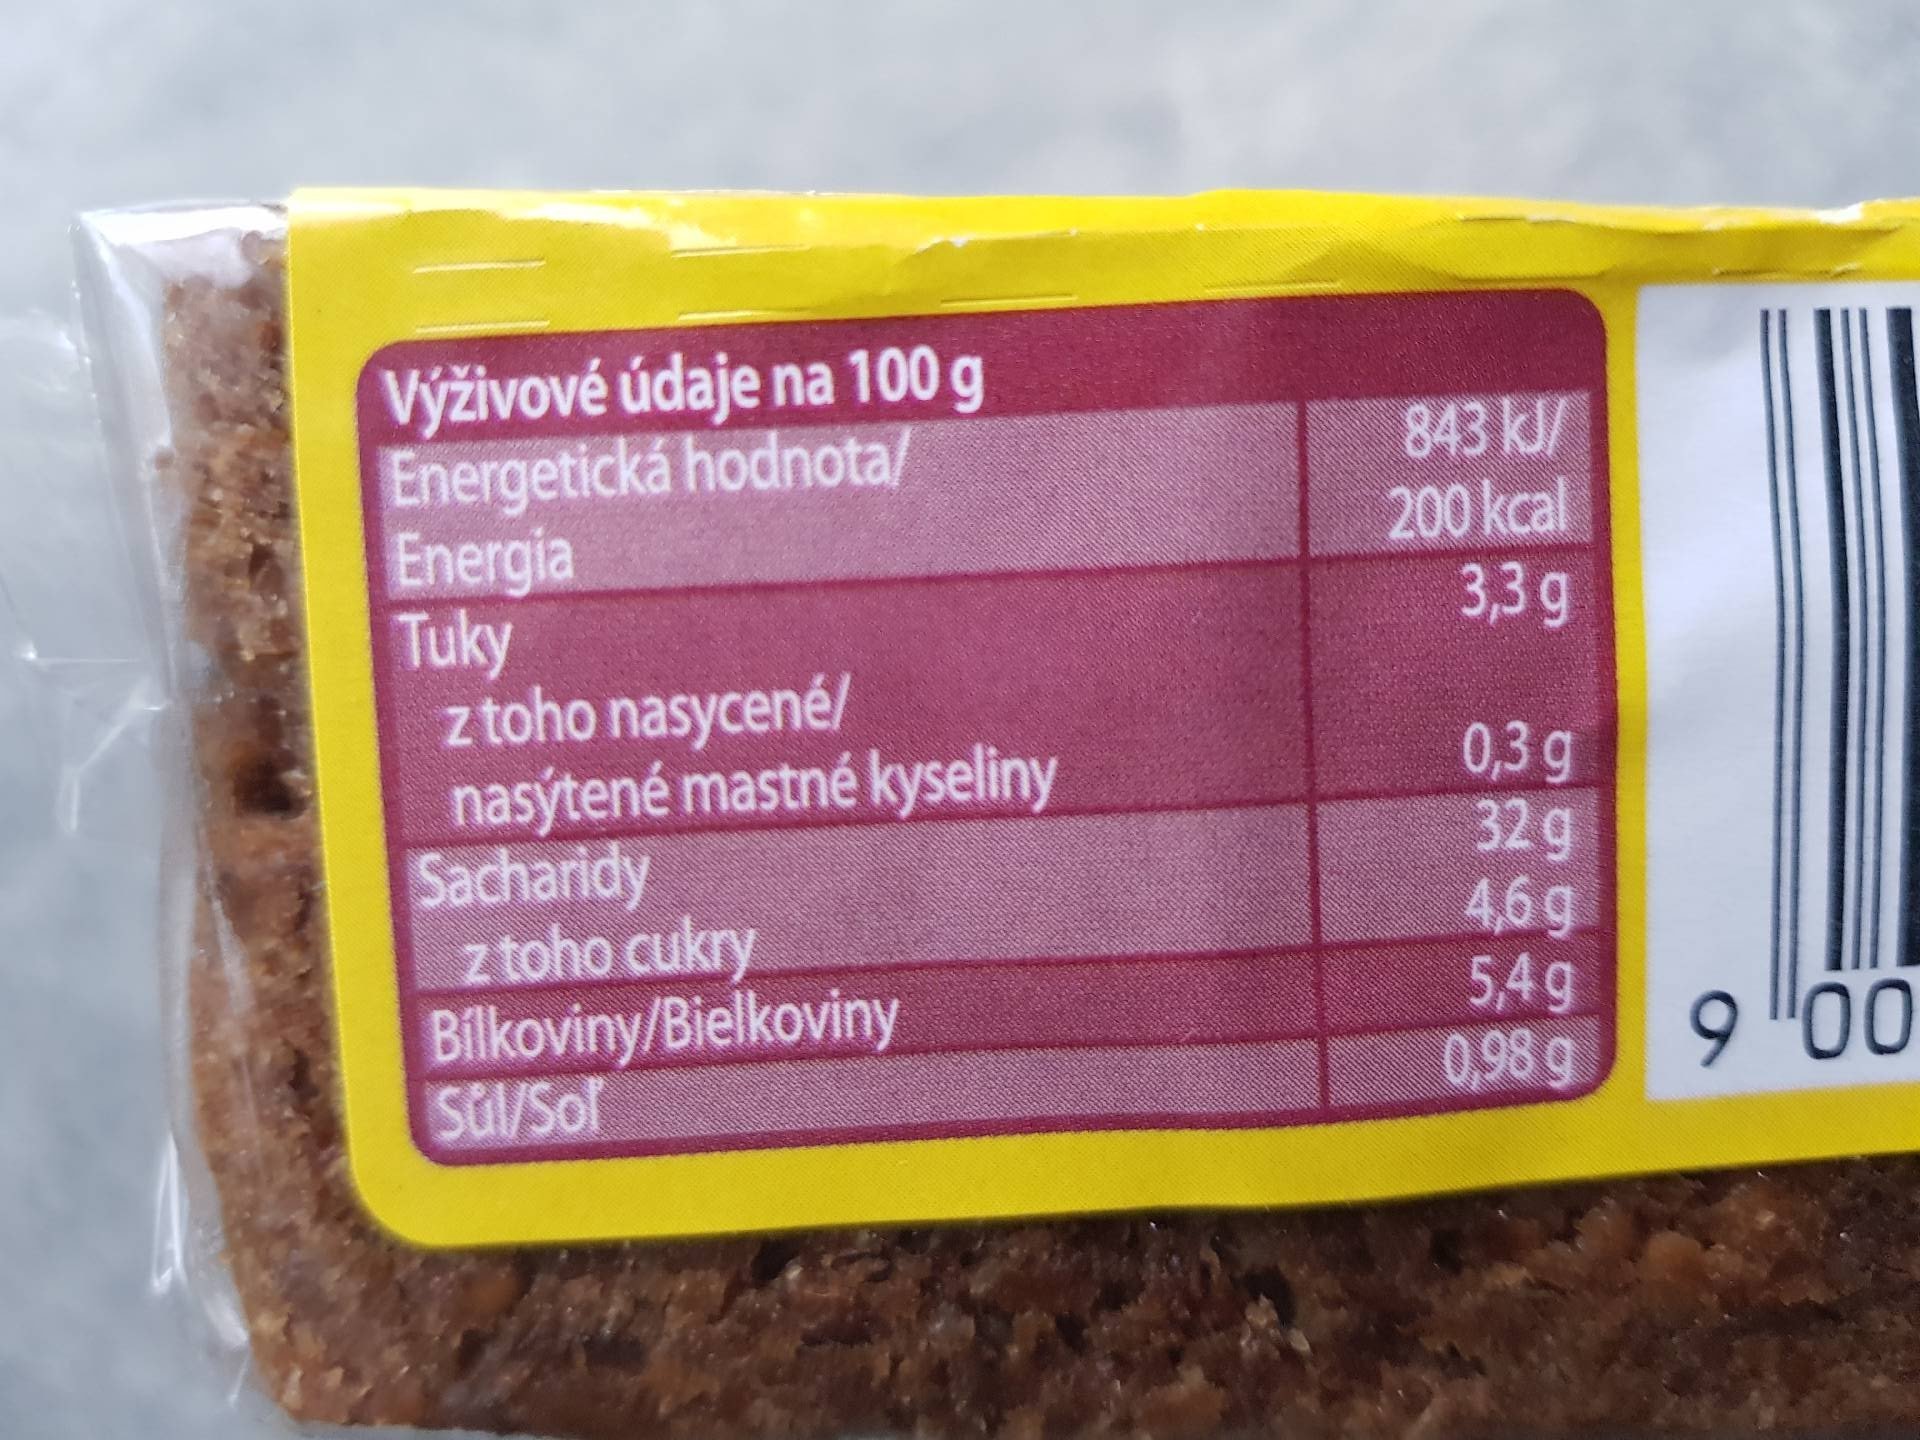 Výživové údaje na 100 g
Energetická hodnota/ 843 kJ/
Energia 200 kcal
Tuky 3,3 g
z toho nasycené/
nasýtené mastné kyseliny 0,3 g
Sacharidy 32 g
z toho cukry 4,6 g
Bílkoviny/Bielkoviny 5,4 g
Sůl/Soľ 0,98 g
9 00